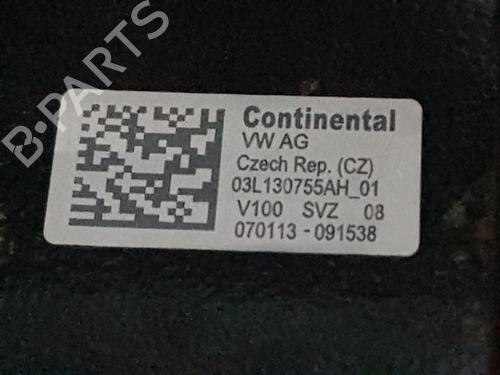 B-PARTS
Continental
VW AG
Czech Rep. (CZ)
03L130755AH_01
V100 SVZ 08
070113-091538